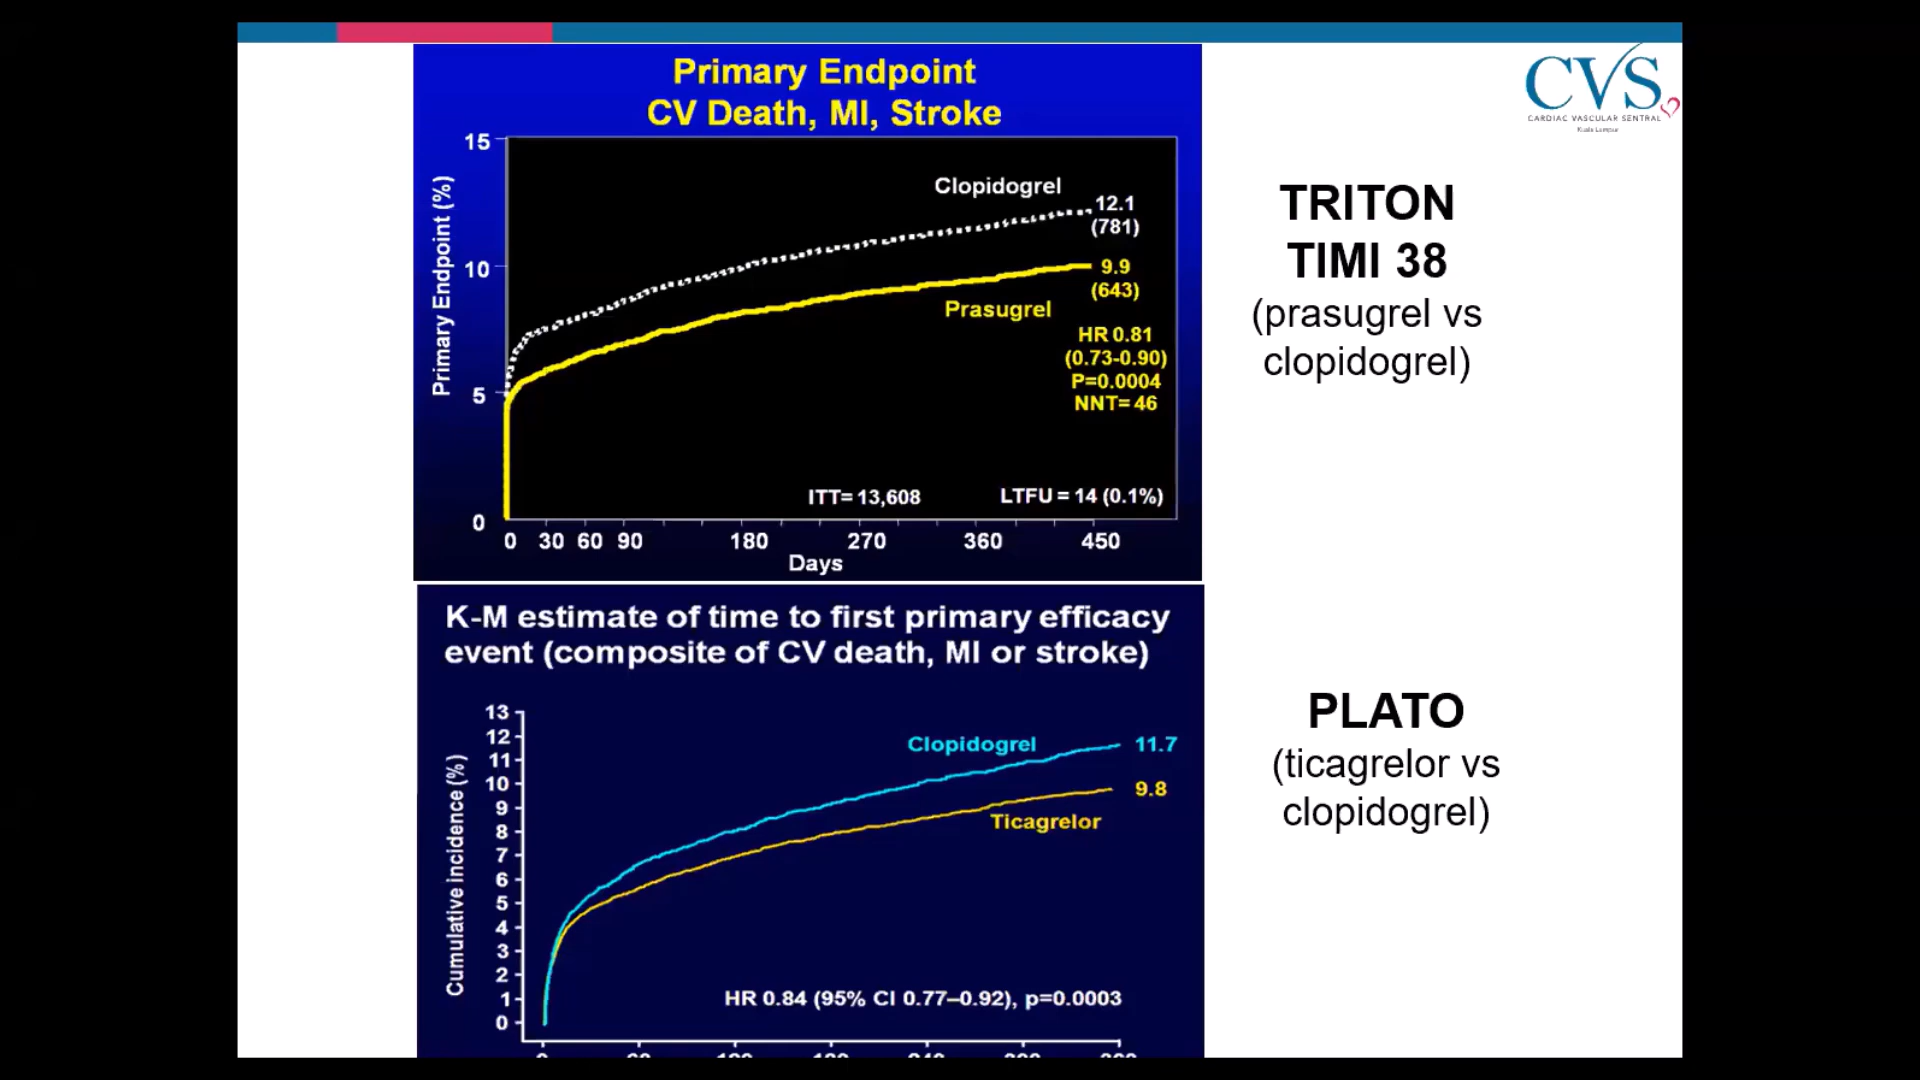 CVS
CARDIAC VASCULAR SENTRAL
Kuala Lumpur
Primary Endpoint
CV Death, MI, Stroke
Primary Endpoint (%)
15
10
5
0
Clopidogrel
12.1
(781)
9.9
(643)
Prasugrel
HR 0.81
(0.73-0.90)
P=0.0004
NNT= 46
ITT= 13,608
LTFU = 14 (0.1%)
0 30 60 90 180 270 360 450
Days
TRITON
TIMI 38
(prasugrel vs
clopidogrel)
K-M estimate of time to first primary efficacy
event (composite of CV death, MI or stroke)
Cumulative incidence (%)
13
12
11
10
9
8
7
6
5
4
3
2
1
0
Clopidogrel
11.7
9.8
Ticagrelor
HR 0.84 (95% CI 0.77–0.92), p=0.0003
PLATO
(ticagrelor vs
clopidogrel)